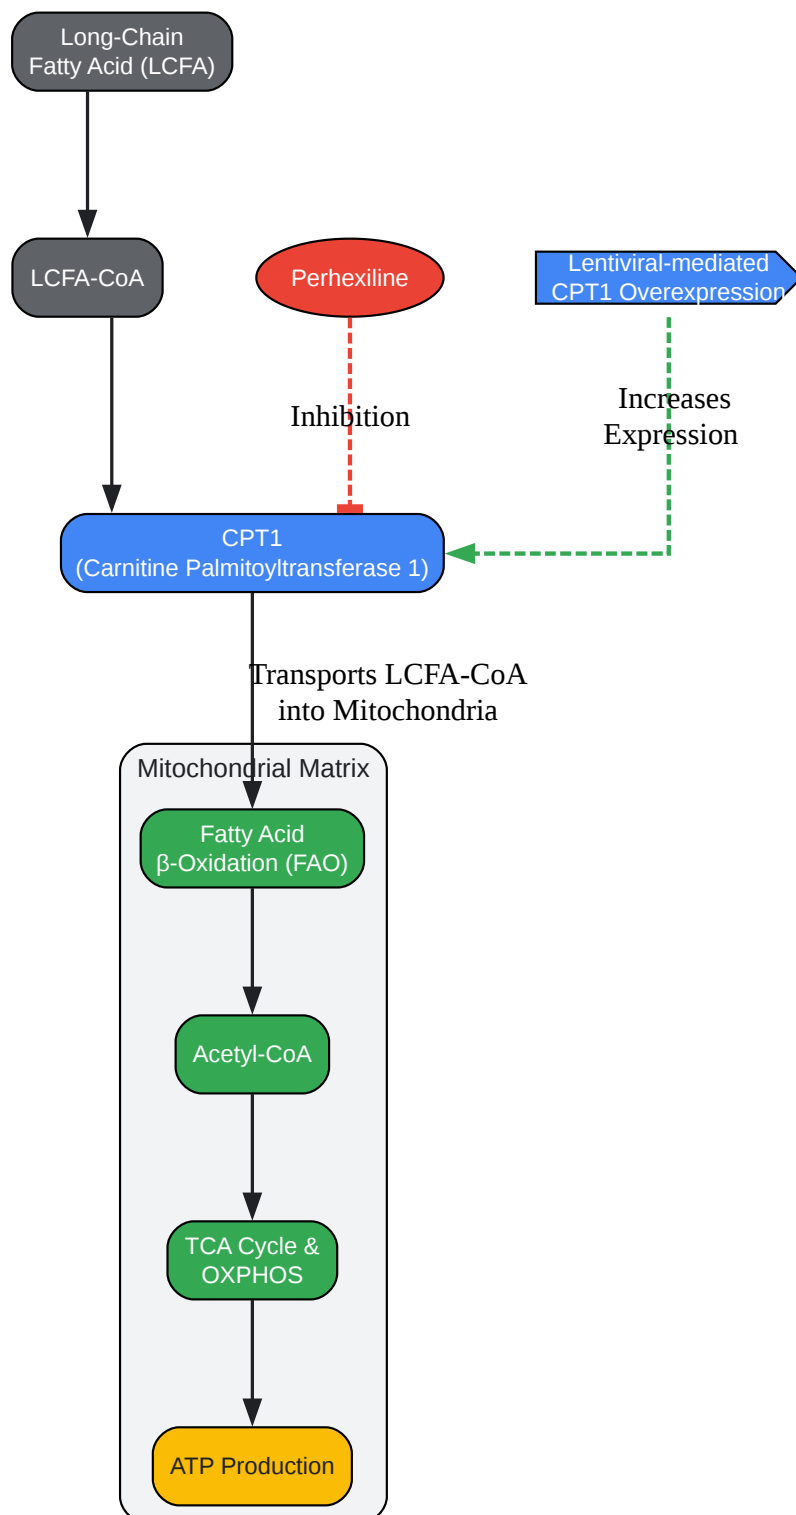 Long-Chain
Fatty Acid (LCFA)
LCFA-CoA
Perhexiline
Lentiviral-mediated
CPT1 Overexpression
Inhibition
Increases
Expression
CPT1
(Carnitine Palmitoyltransferase 1)
Transports LCFA-CoA
into Mitochondria
Mitochondrial Matrix
Fatty Acid
β-Oxidation (FAO)
Acetyl-CoA
TCA Cycle &
OXPHOS
ATP Production